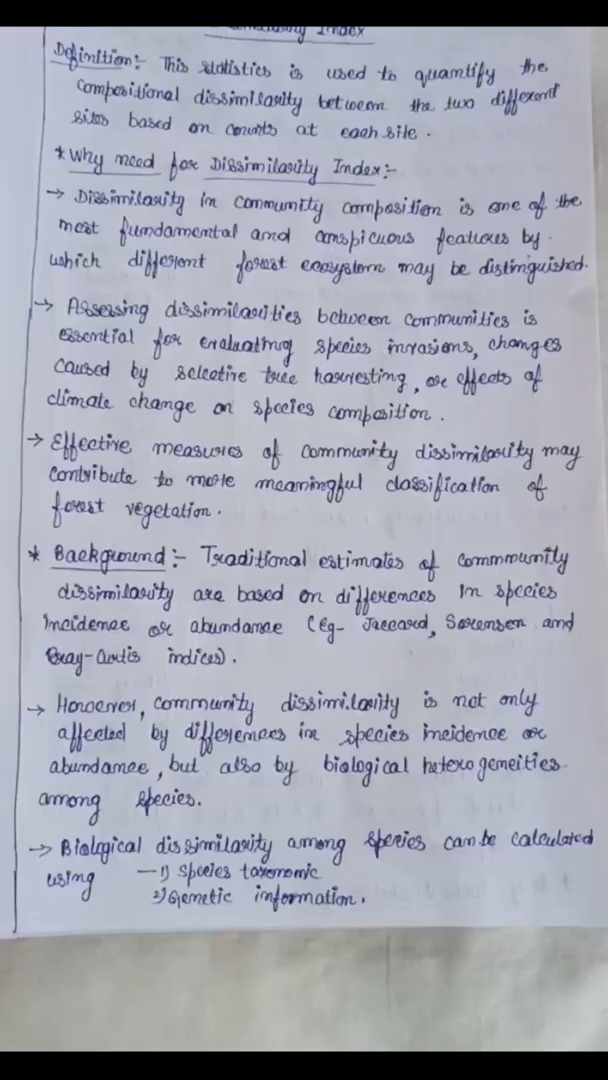 Index
Definition:- This statistics is used to quantify the
compositional dissimilarity between the two different
sites based on counts at each site.
* Why need for Dissimilarity Index:-
→ Dissimilarity in community composition is one of the
most fundamental and conspicuous features by
which different forest ecosystem may be distinguished.
→ Assessing dissimilarities between communities is
essential for evaluating species invasions, changes
caused by selective tree harvesting, or effects of
climate change on species composition.
→ Effective measures of community dissimilarity may
contribute to more meaningful classification of
forest vegetation.
* Background:- Traditional estimates of commmunity
dissimilarity are based on differences in species
incidence or abundance (eg- Jaccard, Sorensen and
Bray-Curtis indices).
→ However, community dissimilarity is not only
affected by differences in species incidence or
abundance, but also by biological heterogeneities
among species.
→ Biological dissimilarity among species can be calculated
using —1) Species taxonomic
2) Genetic information.